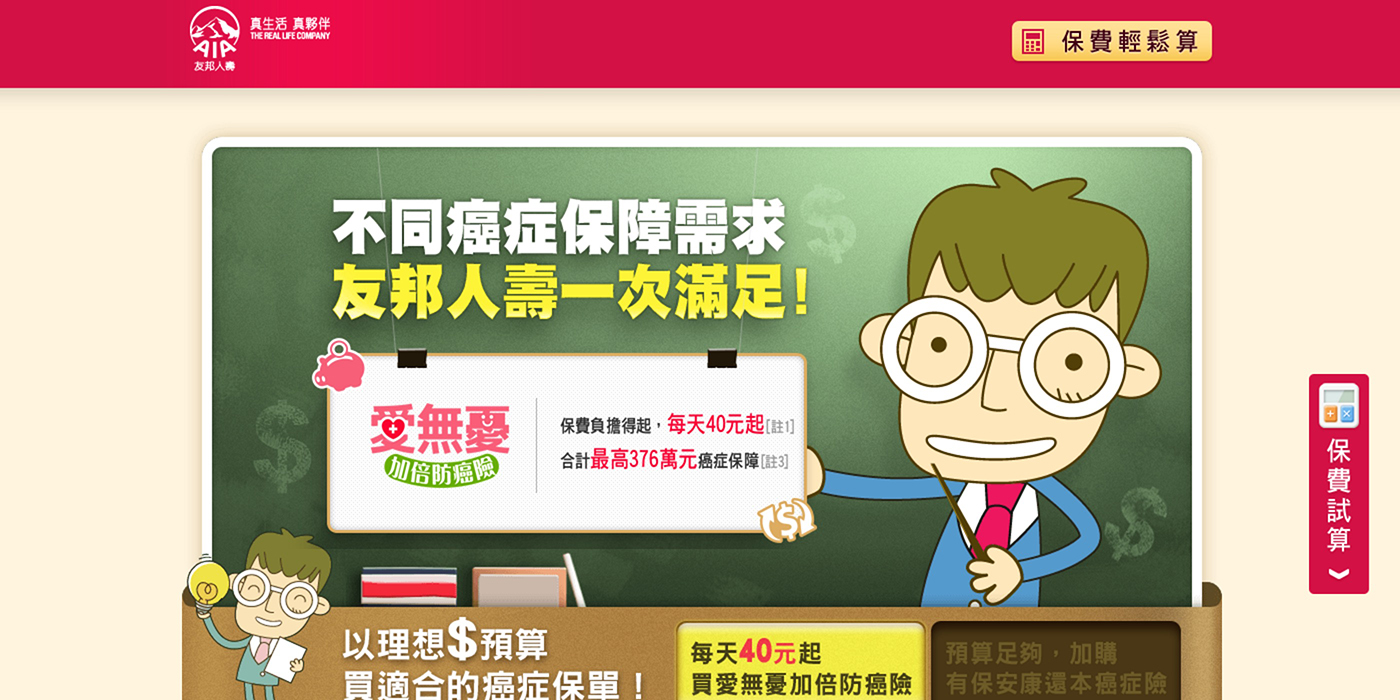 真生活 真夥伴
THE REAL LIFE COMPANY
AIA
友邦人壽
保費輕鬆算
不同癌症保障需求
友邦人壽一次滿足!
愛無憂
加倍防癌險
保費負擔得起，每天40元起[註1]
合計最高376萬元癌症保障[註3]
保費試算
以理想$預算
買適合的癌症保單！
每天40元起
買愛無憂加倍防癌險
預算足夠，加購
有保安康還本癌症險